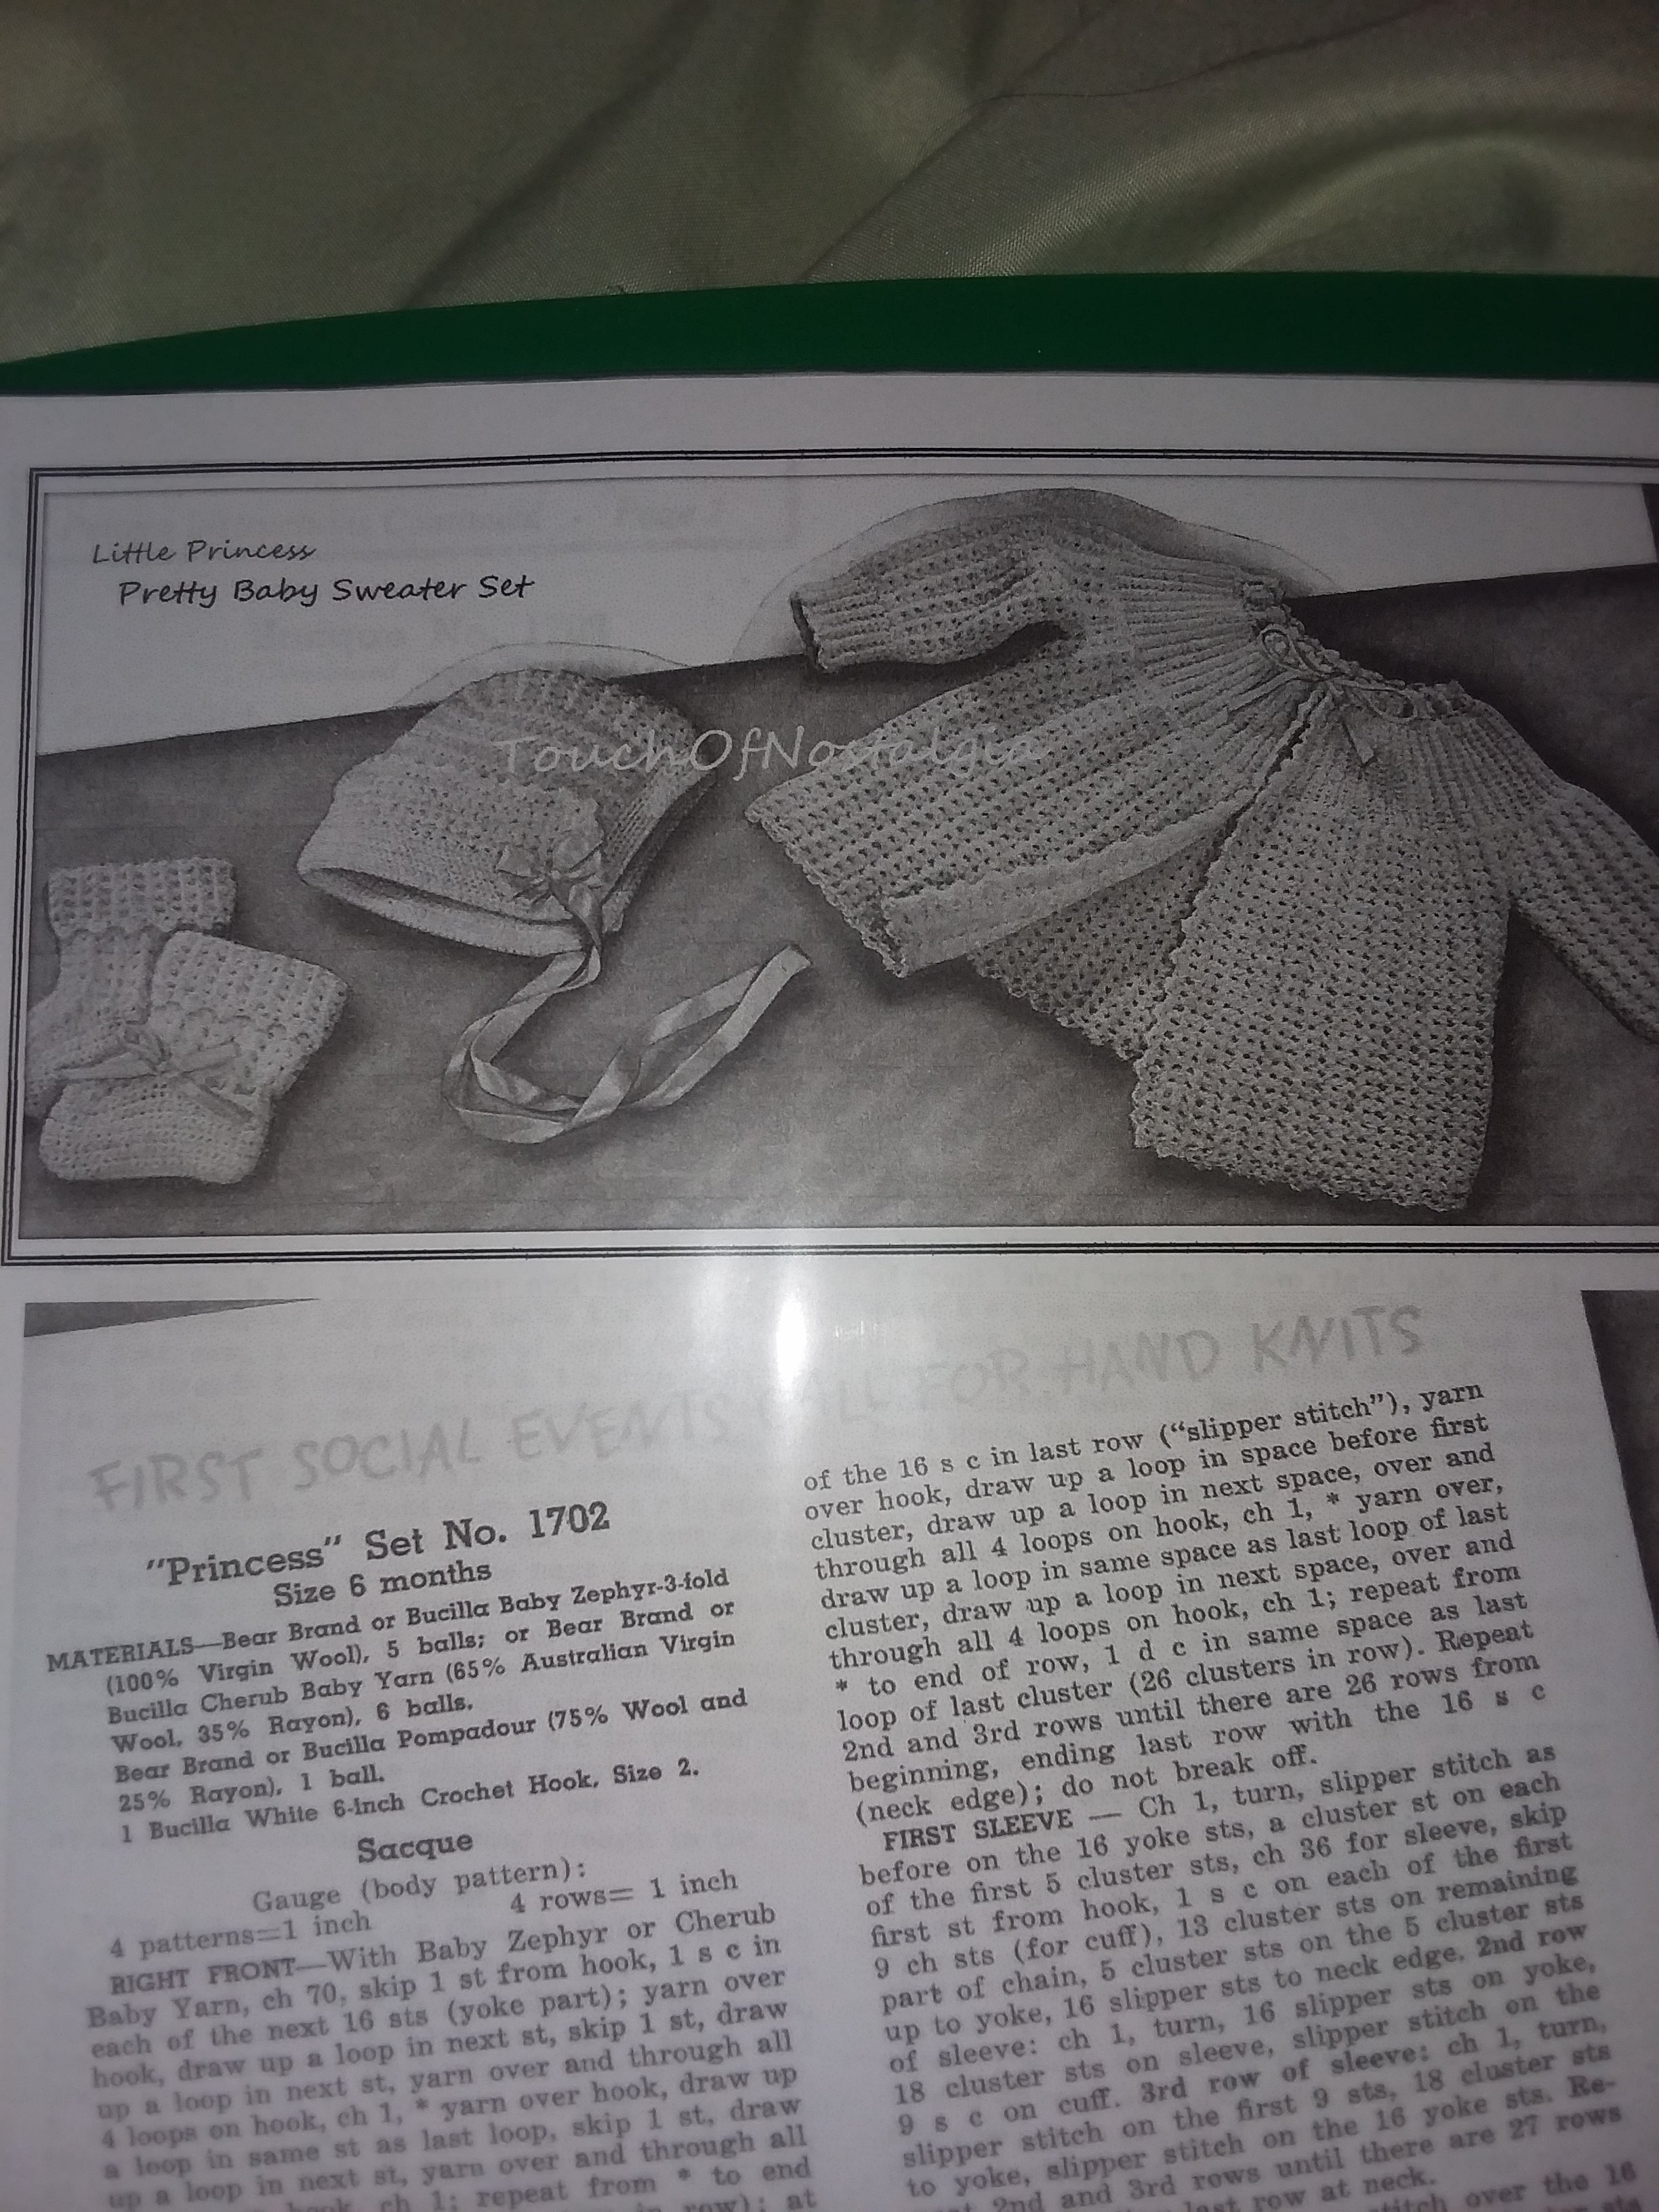 Little Princess
Pretty Baby Sweater Set
TouchOfNostalgia
FIRST SOCIAL EVENTS CALL FOR HAND KNITS
"Princess" Set No. 1702
Size 6 months
MATERIALS—Bear Brand or Bucilla Baby Zephyr-3-fold
(100% Virgin Wool), 5 balls; or Bear Brand or
Bucilla Cherub Baby Yarn (65% Australian Virgin
Wool, 35% Rayon), 6 balls.
Bear Brand or Bucilla Pompadour (75% Wool and
25% Rayon), 1 ball.
1 Bucilla White 6-inch Crochet Hook, Size 2.
Sacque
Gauge (body pattern):
4 patterns=1 inch 4 rows= 1 inch
RIGHT FRONT—With Baby Zephyr or Cherub
Baby Yarn, ch 70, skip 1 st from hook, 1 s c in
each of the next 16 sts (yoke part); yarn over
hook, draw up a loop in next st, skip 1 st, draw
up a loop in next st, yarn over and through all
4 loops on hook, ch 1, * yarn over hook, draw up
a loop in same st as last loop, skip 1 st, draw
up a loop in next st, yarn over and through all
hook, ch 1; repeat from * to end
in row); at
of the 16 s c in last row ("slipper stitch"), yarn
over hook, draw up a loop in space before first
cluster, draw up a loop in next space, over and
through all 4 loops on hook, ch 1, * yarn over,
draw up a loop in same space as last loop of last
cluster, draw up a loop in next space, over and
through all 4 loops on hook, ch 1; repeat from
* to end of row, 1 d c in same space as last
loop of last cluster (26 clusters in row). Repeat
2nd and 3rd rows until there are 26 rows from
beginning, ending last row with the 16 s c
(neck edge); do not break off.
FIRST SLEEVE — Ch 1, turn, slipper stitch as
before on the 16 yoke sts, a cluster st on each
of the first 5 cluster sts, ch 36 for sleeve, skip
first st from hook, 1 s c on each of the first
9 ch sts (for cuff), 13 cluster sts on remaining
part of chain, 5 cluster sts on the 5 cluster sts
up to yoke, 16 slipper sts to neck edge. 2nd row
of sleeve: ch 1, turn, 16 slipper sts on yoke,
18 cluster sts on sleeve, slipper stitch on the
9 s c on cuff. 3rd row of sleeve: ch 1, turn,
slipper stitch on the first 9 sts, 18 cluster sts
to yoke, slipper stitch on the 16 yoke sts. Re-
2nd and 3rd rows until there are 27 rows
last row at neck.
stitch over the 16